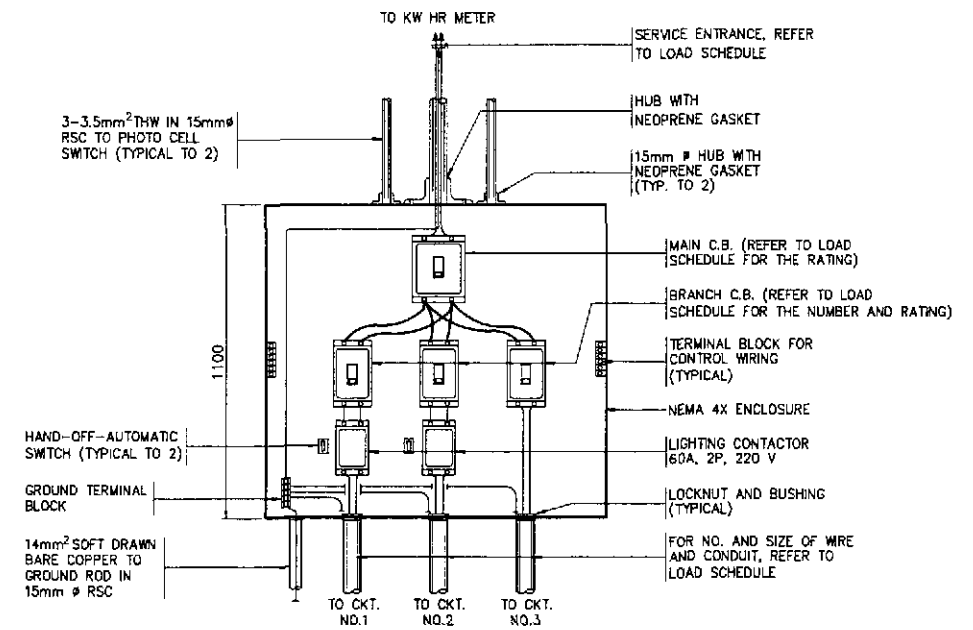 TO KW HR METER
SERVICE ENTRANCE, REFER
TO LOAD SCHEDULE
HUB WITH
NEOPRENE GASKET
3-3.5mm² THW IN 15mmø
RSC TO PHOTO CELL
SWITCH (TYPICAL TO 2)
15mm ø HUB WITH
NEOPRENE GASKET
(TYP. TO 2)
MAIN C.B. (REFER TO LOAD
SCHEDULE FOR THE RATING)
BRANCH C.B. (REFER TO LOAD
SCHEDULE FOR THE NUMBER AND RATING)
1100
TERMINAL BLOCK FOR
CONTROL WIRING
(TYPICAL)
NEMA 4X ENCLOSURE
HAND-OFF-AUTOMATIC
SWITCH (TYPICAL TO 2)
LIGHTING CONTACTOR
60A, 2P, 220 V
GROUND TERMINAL
BLOCK
LOCKNUT AND BUSHING
(TYPICAL)
14mm² SOFT DRAWN
BARE COPPER TO
GROUND ROD IN
15mm ø RSC
FOR NO. AND SIZE OF WIRE
AND CONDUIT, REFER TO
LOAD SCHEDULE
TO CKT.
NO.1
TO CKT.
NO.2
TO CKT.
NO.3